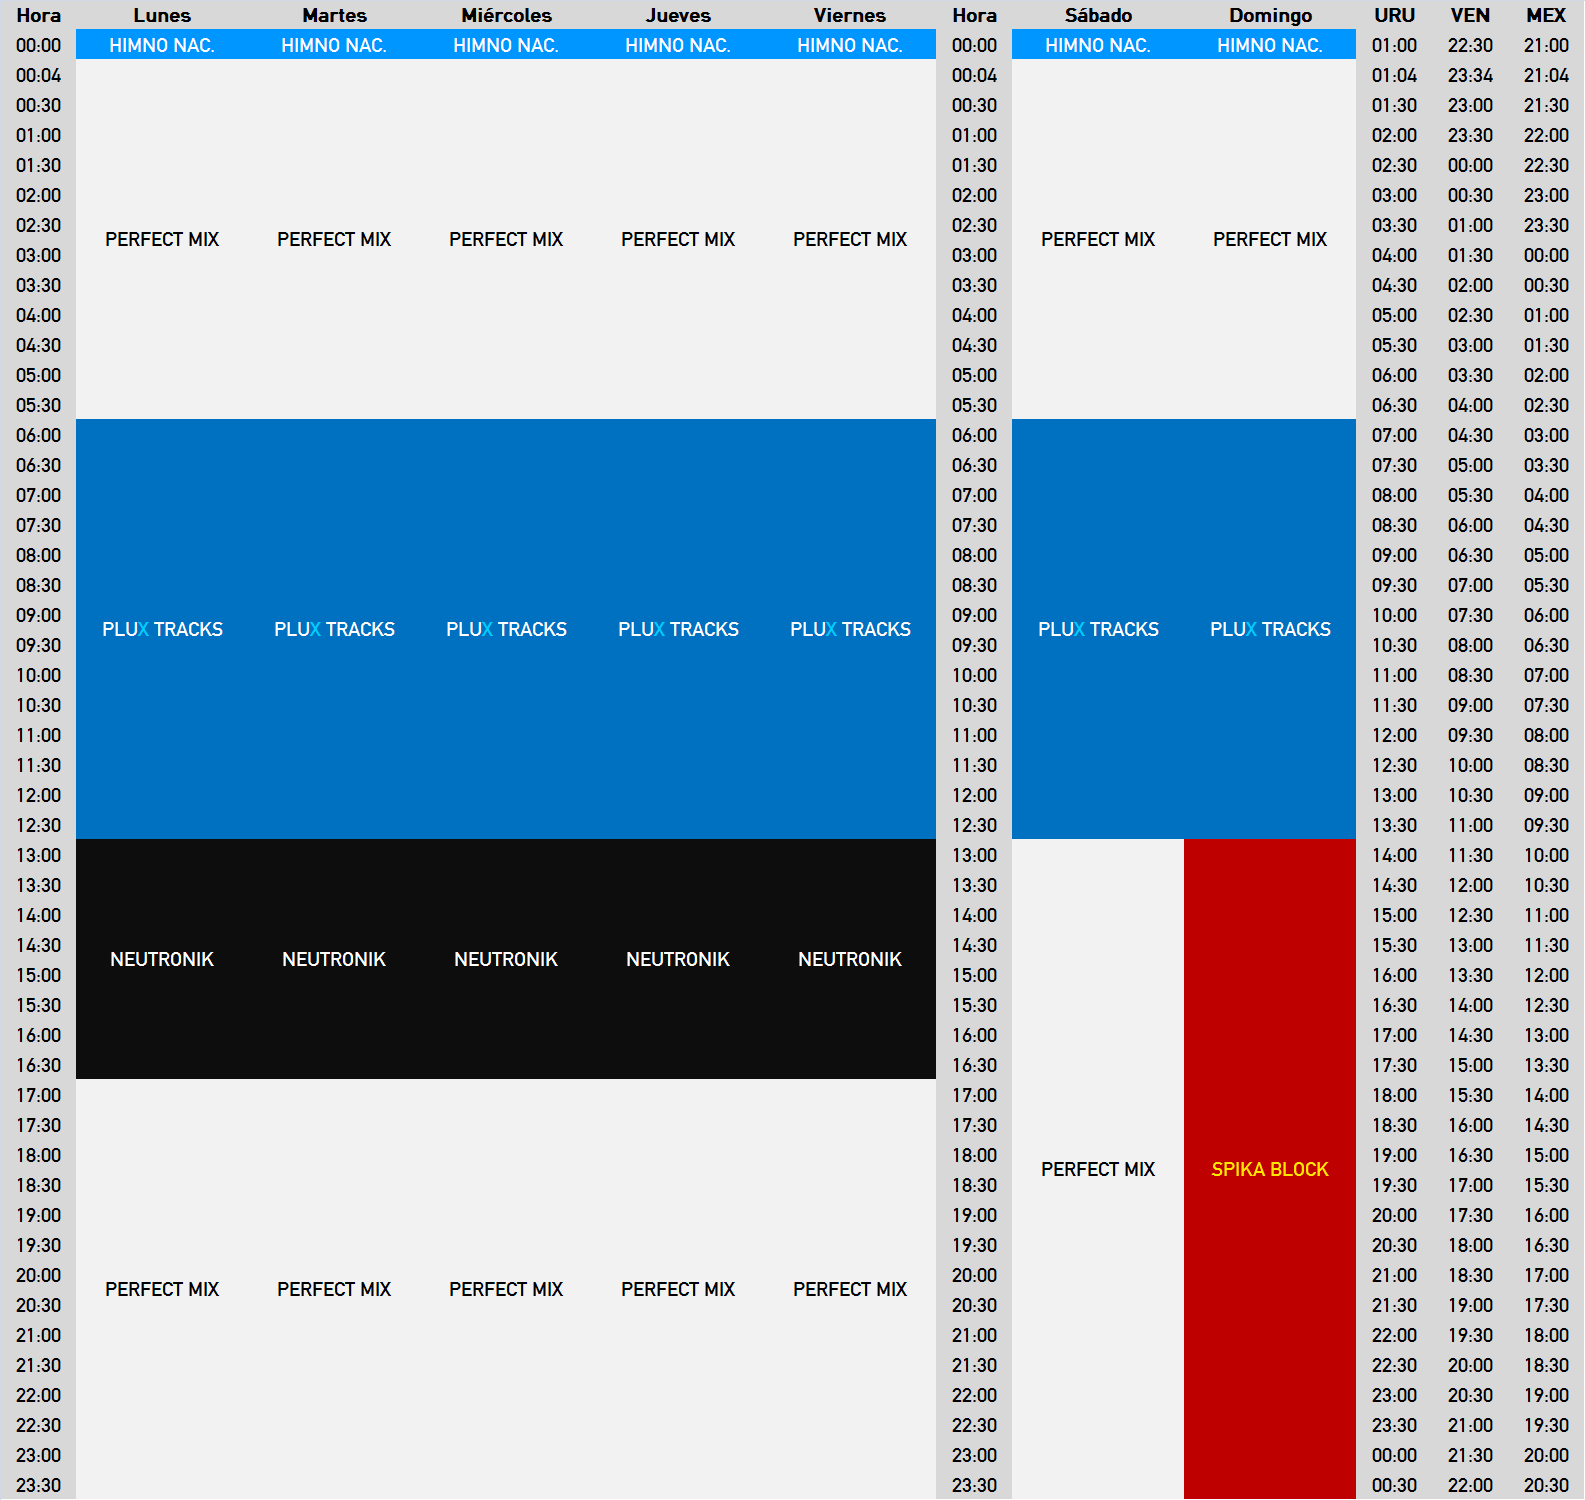 Hora Lunes Martes Miércoles Jueves Viernes Hora Sábado Domingo URU VEN MEX
00:00 HIMNO NAC. HIMNO NAC. HIMNO NAC. HIMNO NAC. HIMNO NAC. 00:00 HIMNO NAC. HIMNO NAC. 01:00 22:30 21:00
00:04 00:04 01:04 23:34 21:04
00:30 00:30 01:30 23:00 21:30
01:00 01:00 02:00 23:30 22:00
01:30 01:30 02:30 00:00 22:30
02:00 02:00 03:00 00:30 23:00
02:30 02:30 03:30 01:00 23:30
PERFECT MIX PERFECT MIX PERFECT MIX PERFECT MIX PERFECT MIX PERFECT MIX PERFECT MIX
03:00 03:00 04:00 01:30 00:00
03:30 03:30 04:30 02:00 00:30
04:00 04:00 05:00 02:30 01:00
04:30 04:30 05:30 03:00 01:30
05:00 05:00 06:00 03:30 02:00
05:30 05:30 06:30 04:00 02:30
06:00 06:00 07:00 04:30 03:00
06:30 06:30 07:30 05:00 03:30
07:00 07:00 08:00 05:30 04:00
07:30 07:30 08:30 06:00 04:30
08:00 08:00 09:00 06:30 05:00
08:30 08:30 09:30 07:00 05:30
09:00 09:00 10:00 07:30 06:00
PLUX TRACKS PLUX TRACKS PLUX TRACKS PLUX TRACKS PLUX TRACKS PLUX TRACKS PLUX TRACKS
09:30 09:30 10:30 08:00 06:30
10:00 10:00 11:00 08:30 07:00
10:30 10:30 11:30 09:00 07:30
11:00 11:00 12:00 09:30 08:00
11:30 11:30 12:30 10:00 08:30
12:00 12:00 13:00 10:30 09:00
12:30 12:30 13:30 11:00 09:30
13:00 13:00 14:00 11:30 10:00
13:30 13:30 14:30 12:00 10:30
14:00 14:00 15:00 12:30 11:00
14:30 14:30 15:30 13:00 11:30
NEUTRONIK NEUTRONIK NEUTRONIK NEUTRONIK NEUTRONIK
15:00 15:00 16:00 13:30 12:00
15:30 15:30 16:30 14:00 12:30
16:00 16:00 17:00 14:30 13:00
16:30 16:30 17:30 15:00 13:30
17:00 17:00 18:00 15:30 14:00
17:30 17:30 18:30 16:00 14:30
18:00 18:00 19:00 16:30 15:00
PERFECT MIX SPIKA BLOCK
18:30 18:30 19:30 17:00 15:30
19:00 19:00 20:00 17:30 16:00
19:30 19:30 20:30 18:00 16:30
20:00 20:00 21:00 18:30 17:00
PERFECT MIX PERFECT MIX PERFECT MIX PERFECT MIX PERFECT MIX
20:30 20:30 21:30 19:00 17:30
21:00 21:00 22:00 19:30 18:00
21:30 21:30 22:30 20:00 18:30
22:00 22:00 23:00 20:30 19:00
22:30 22:30 23:30 21:00 19:30
23:00 23:00 00:00 21:30 20:00
23:30 23:30 00:30 22:00 20:30